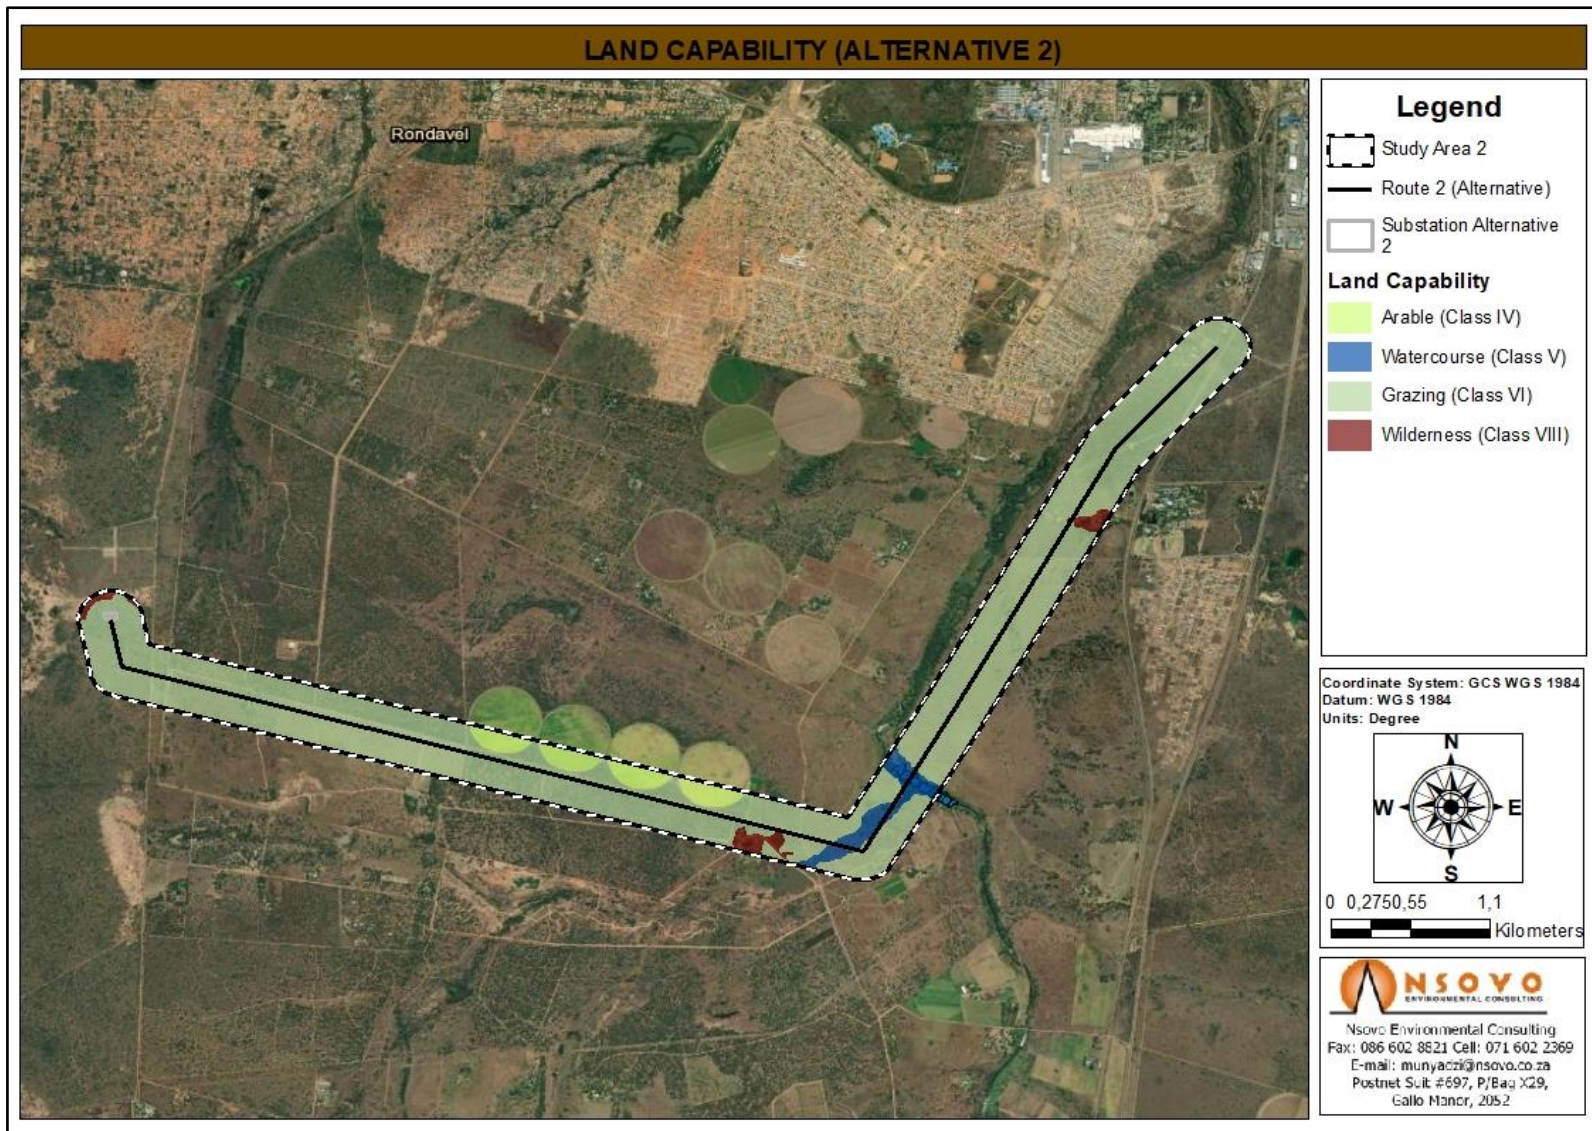 LAND CAPABILITY (ALTERNATIVE 2)
Rondavel
Legend
Study Area 2
Route 2 (Alternative)
Substation Alternative
2
Land Capability
Arable (Class IV)
Watercourse (Class V)
Grazing (Class VI)
Wilderness (Class VIII)
Coordinate System: GCS WGS 1984
Datum: WGS 1984
Units: Degree
N
W E
S
0 0,2750,55 1,1
Kilometers
NSOVO
ENVIRONMENTAL CONSULTING
Nsovo Environmental Consulting
Fax: 086 602 8821 Cell: 071 602 2369
E-mail: munyadzi@nsovo.co.za
Postnet Suit #697, P/Bag X29,
Gallo Manor, 2052